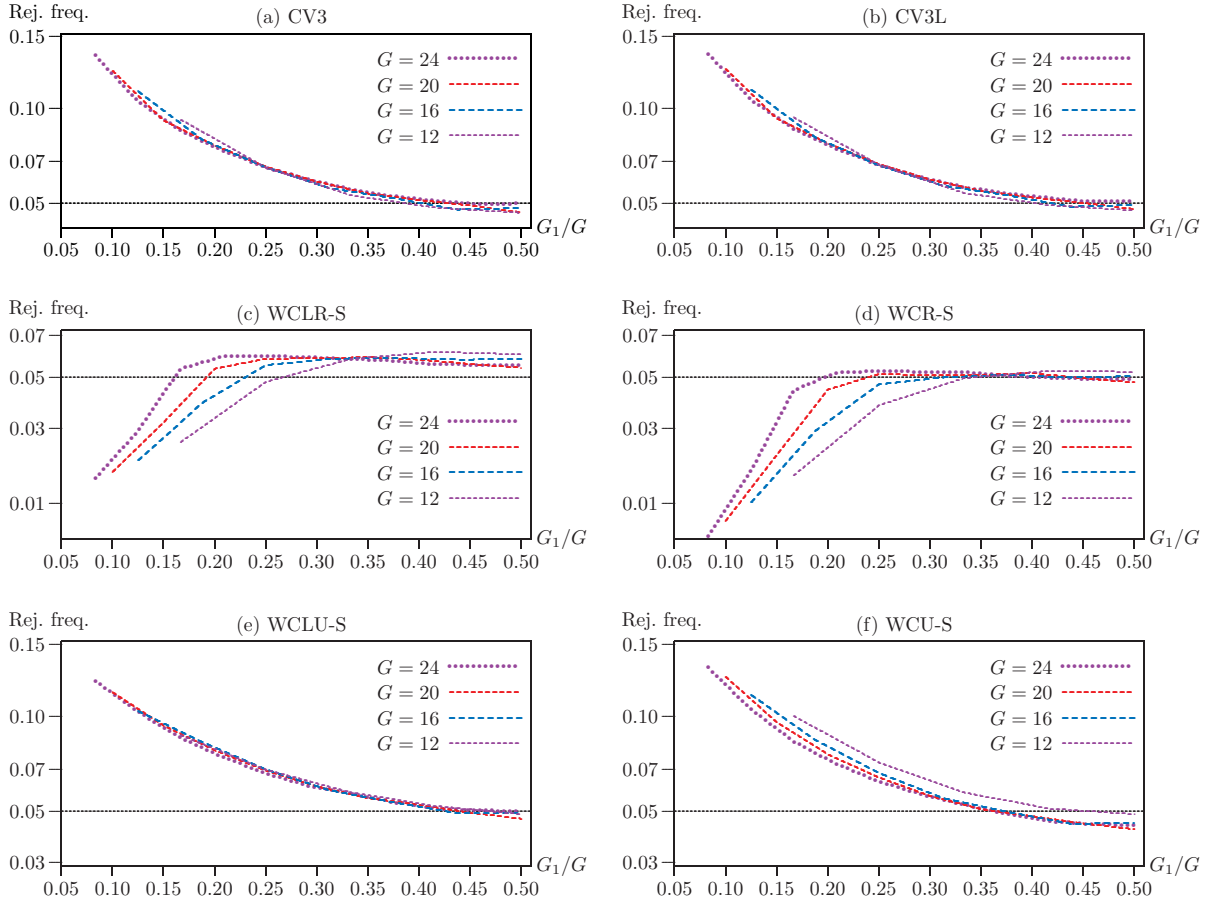 Rej. freq.
(a) CV3
0.15
0.10
0.07
0.05
G = 24
G = 20
G = 16
G = 12
G₁/G
0.05 0.10 0.15 0.20 0.25 0.30 0.35 0.40 0.45 0.50
Rej. freq.
(b) CV3L
0.15
0.10
0.07
0.05
G = 24
G = 20
G = 16
G = 12
G₁/G
0.05 0.10 0.15 0.20 0.25 0.30 0.35 0.40 0.45 0.50
Rej. freq.
(c) WCLR-S
0.07
0.05
0.03
0.01
G = 24
G = 20
G = 16
G = 12
G₁/G
0.05 0.10 0.15 0.20 0.25 0.30 0.35 0.40 0.45 0.50
Rej. freq.
(d) WCR-S
0.07
0.05
0.03
0.01
G = 24
G = 20
G = 16
G = 12
G₁/G
0.05 0.10 0.15 0.20 0.25 0.30 0.35 0.40 0.45 0.50
Rej. freq.
(e) WCLU-S
0.15
0.10
0.07
0.05
0.03
G = 24
G = 20
G = 16
G = 12
G₁/G
0.05 0.10 0.15 0.20 0.25 0.30 0.35 0.40 0.45 0.50
Rej. freq.
(f) WCU-S
0.15
0.10
0.07
0.05
0.03
G = 24
G = 20
G = 16
G = 12
G₁/G
0.05 0.10 0.15 0.20 0.25 0.30 0.35 0.40 0.45 0.50